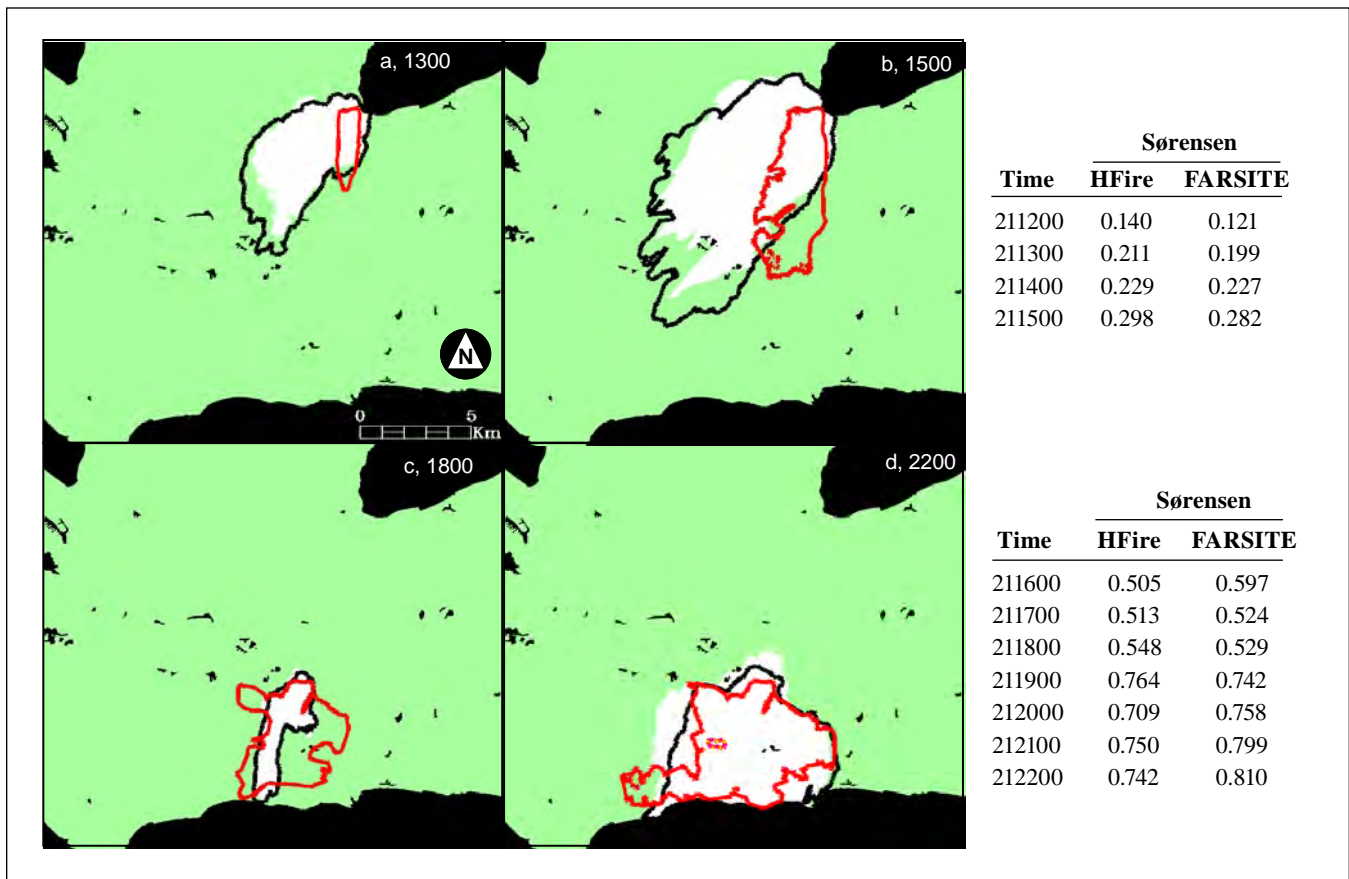 a, 1300
b, 1500
N
0 5
Km
c, 1800
d, 2200
Sørensen
Time HFire FARSITE
211200 0.140 0.121
211300 0.211 0.199
211400 0.229 0.227
211500 0.298 0.282
Sørensen
Time HFire FARSITE
211600 0.505 0.597
211700 0.513 0.524
211800 0.548 0.529
211900 0.764 0.742
212000 0.709 0.758
212100 0.750 0.799
212200 0.742 0.810